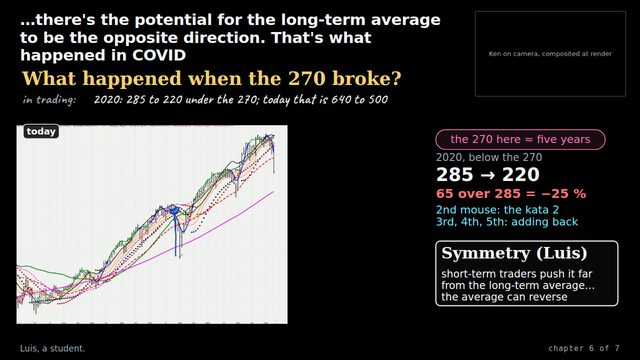 …there's the potential for the long-term average
to be the opposite direction. That's what
happened in COVID
Ken on camera, composited at render
What happened when the 270 broke?
in trading: 2020: 285 to 220 under the 270; today that is 640 to 500
today
the 270 here ≈ five years
2020, below the 270
285 → 220
65 over 285 = −25 %
2nd mouse: the kata 2
3rd, 4th, 5th: adding back
Symmetry (Luis)
short-term traders push it far
from the long-term average…
the average can reverse
Luis, a student.
chapter 6 of 7